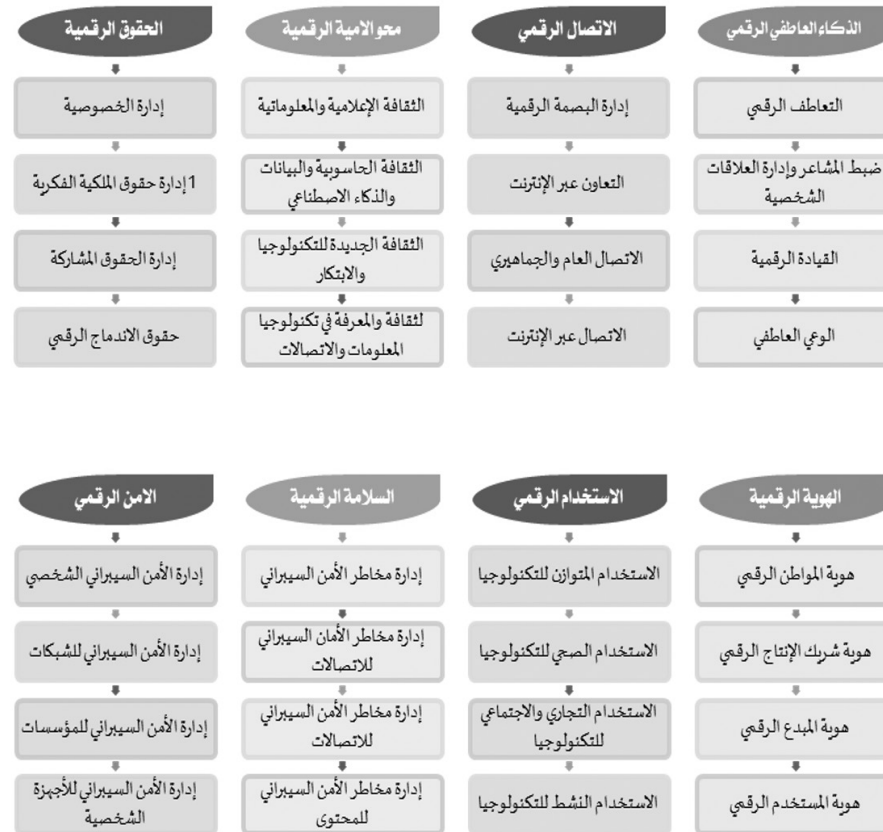 الذكاء العاطفي الرقمي
التعاطف الرقمي
ضبط المشاعر وإدارة العلاقات
الشخصية
القيادة الرقمية
الوعي العاطفي
الاتصال الرقمي
إدارة البصمة الرقمية
التعاون عبر الإنترنت
الاتصال العام والجماهيري
الاتصال عبر الإنترنت
محو الامية الرقمية
الثقافة الإعلامية والمعلوماتية
الثقافة الحاسوبية والبيانات
والذكاء الاصطناعي
الثقافة الجديدة للتكنولوجيا
والابتكار
لثقافة والمعرفة في تكنولوجيا
المعلومات والاتصالات
الحقوق الرقمية
إدارة الخصوصية
1إدارة حقوق الملكية الفكرية
إدارة الحقوق المشاركة
حقوق الاندماج الرقمي
الهوية الرقمية
هوية المواطن الرقمي
هوية شريك الإنتاج الرقمي
هوية المبدع الرقمي
هوية المستخدم الرقمي
الاستخدام الرقمي
الاستخدام المتوازن للتكنولوجيا
الاستخدام الصحي للتكنولوجيا
الاستخدام التجاري والاجتماعي
للتكنولوجيا
الاستخدام النشط للتكنولوجيا
السلامة الرقمية
إدارة مخاطر الأمن السيبراني
إدارة مخاطر الأمان السيبراني
للاتصالات
إدارة مخاطر الأمن السيبراني
للاتصالات
إدارة مخاطر الأمن السيبراني
للمحتوى
الامن الرقمي
إدارة الأمن السيبراني الشخصي
إدارة الأمن السيبراني للشبكات
إدارة الأمن السيبراني للمؤسسات
إدارة الأمن السيبراني للأجهزة
الشخصية